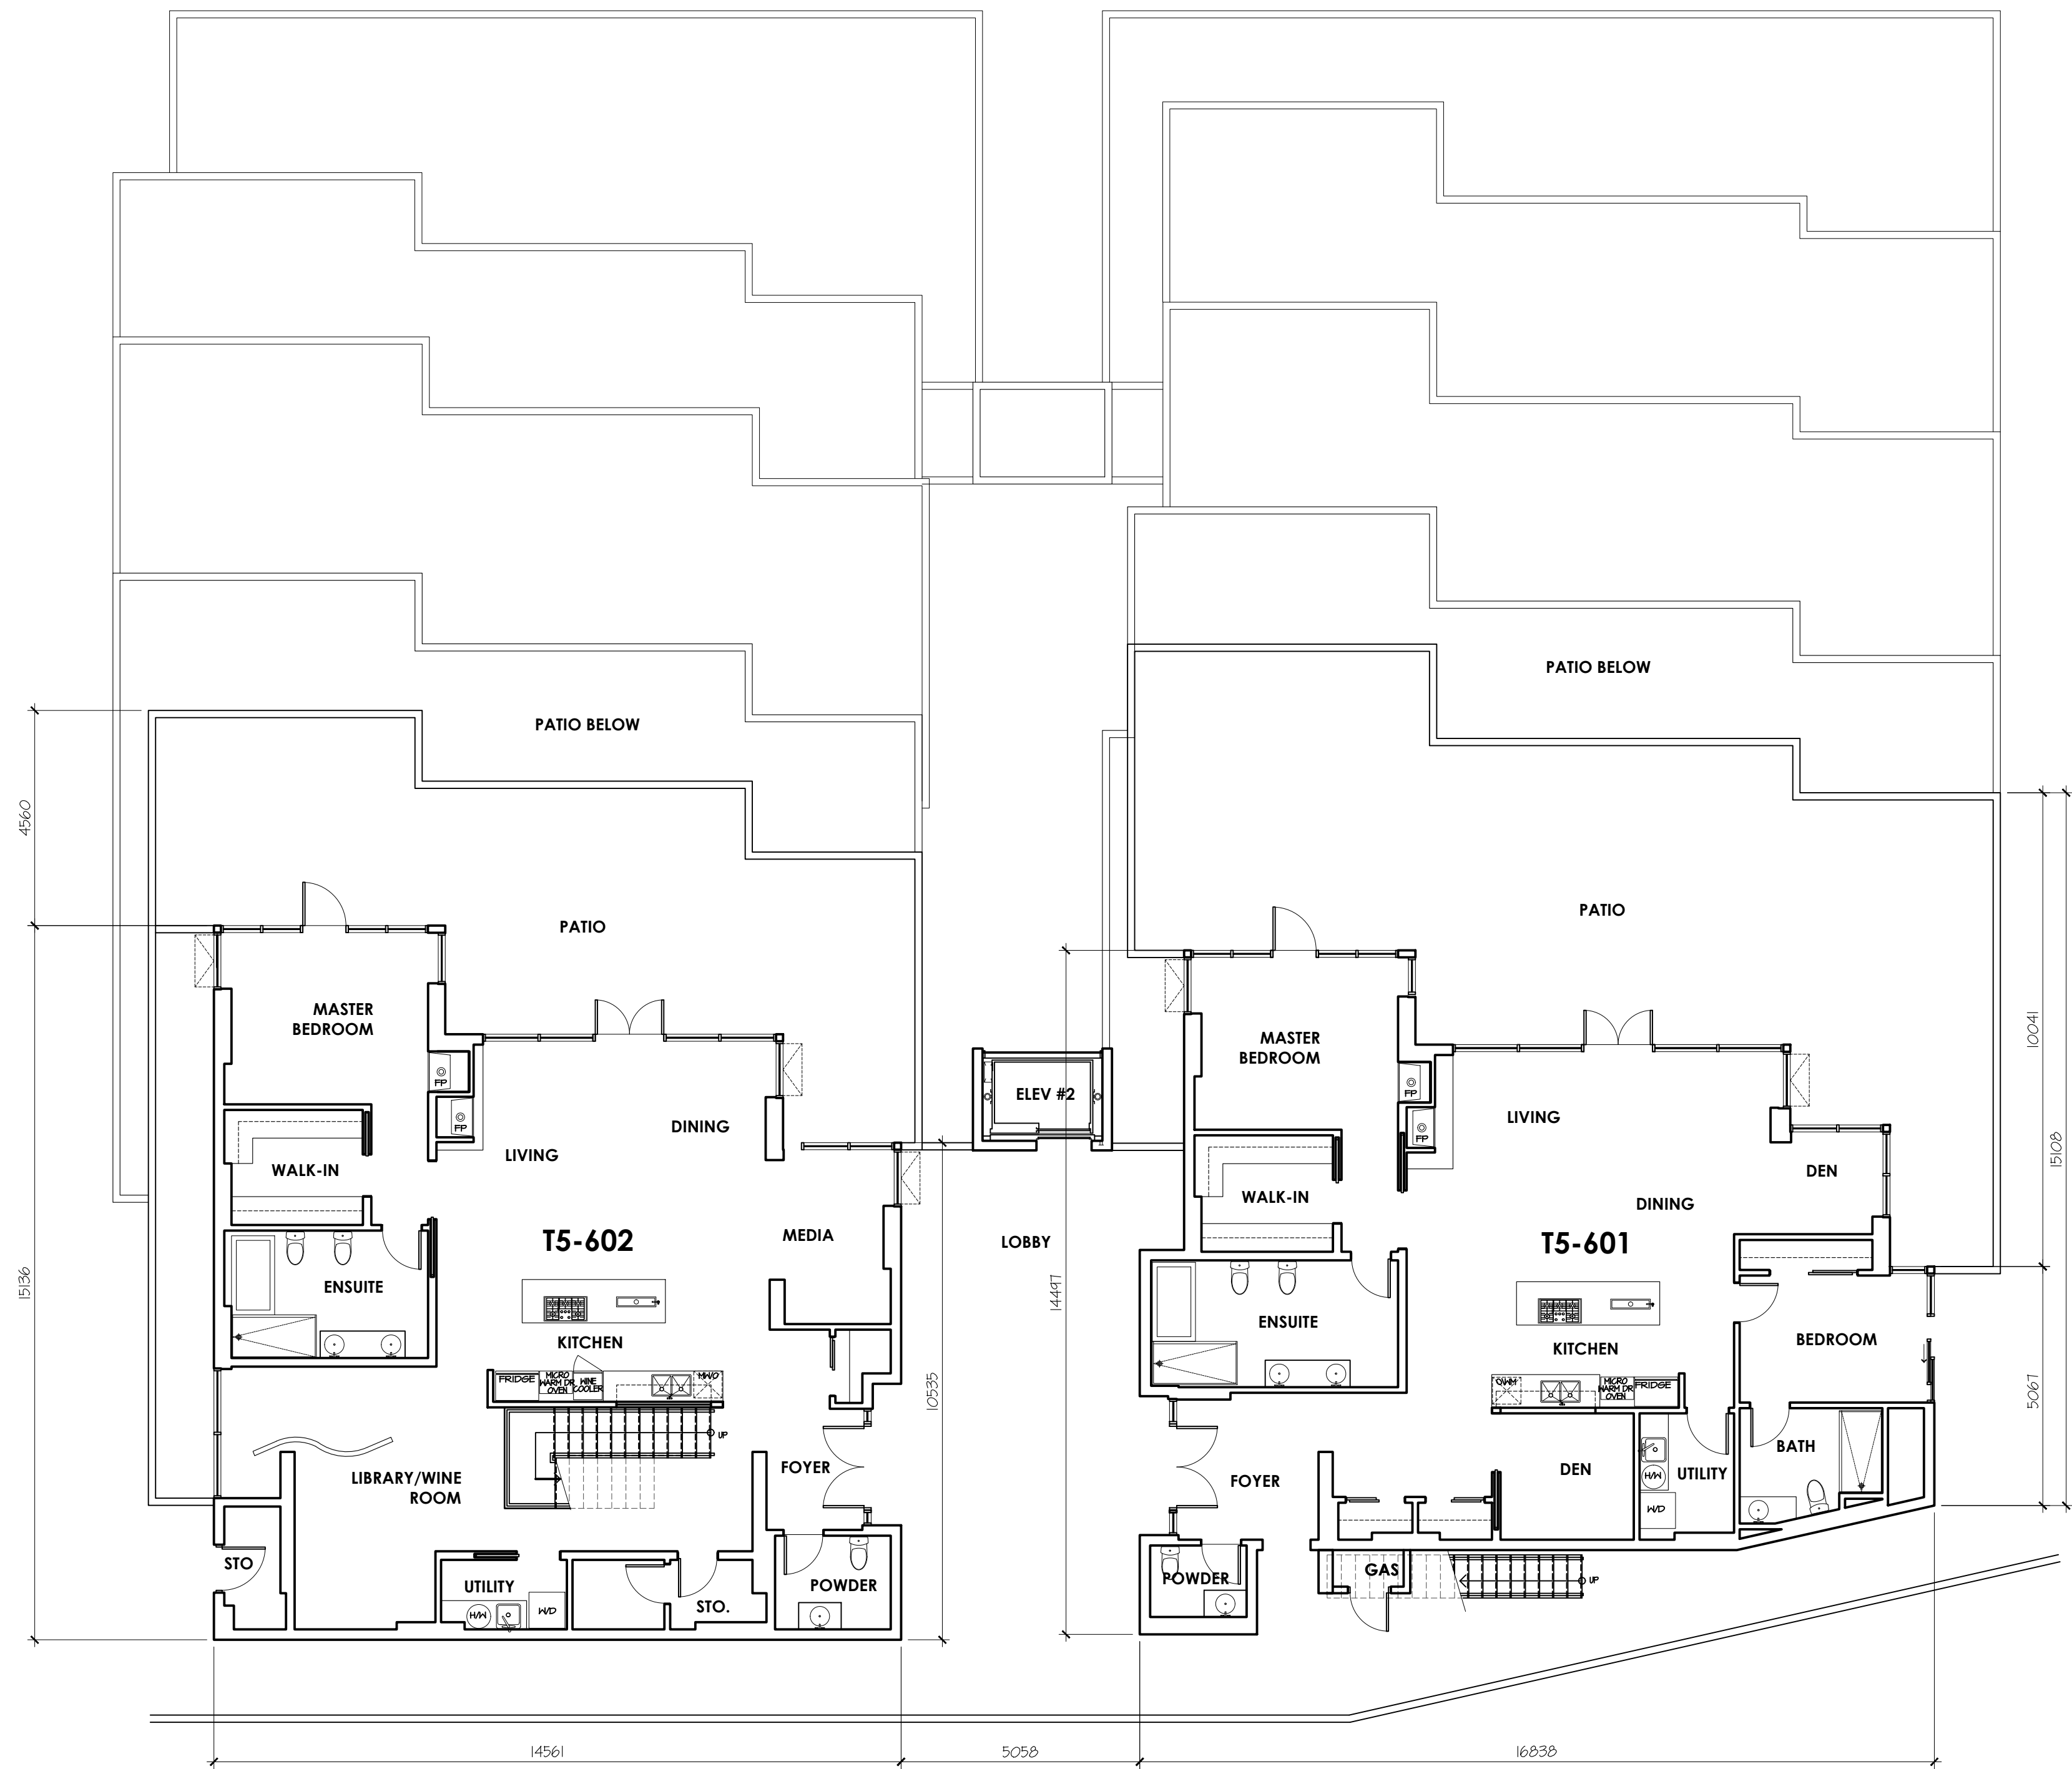 PATIO BELOW
PATIO BELOW
4560
PATIO
PATIO
10041
15108
MASTER
BEDROOM
FP
FP
DINING
LIVING
WALK-IN
T5-602
MEDIA
ENSUITE
KITCHEN
15136
FRIDGE
MICRO
WARM DR
OVEN
WINE
COOLER
UP
LIBRARY/WINE
ROOM
FOYER
STO
UTILITY
H/W
W/D
STO.
POWDER
10535
ELEV #2
LOBBY
14497
MASTER
BEDROOM
FP
FP
LIVING
DINING
DEN
WALK-IN
T5-601
ENSUITE
KITCHEN
BEDROOM
MICRO
WARM DR
OVEN
FRIDGE
5067
FOYER
DEN
UTILITY
H/W
W/D
BATH
POWDER
GAS
UP
14561
5058
16838